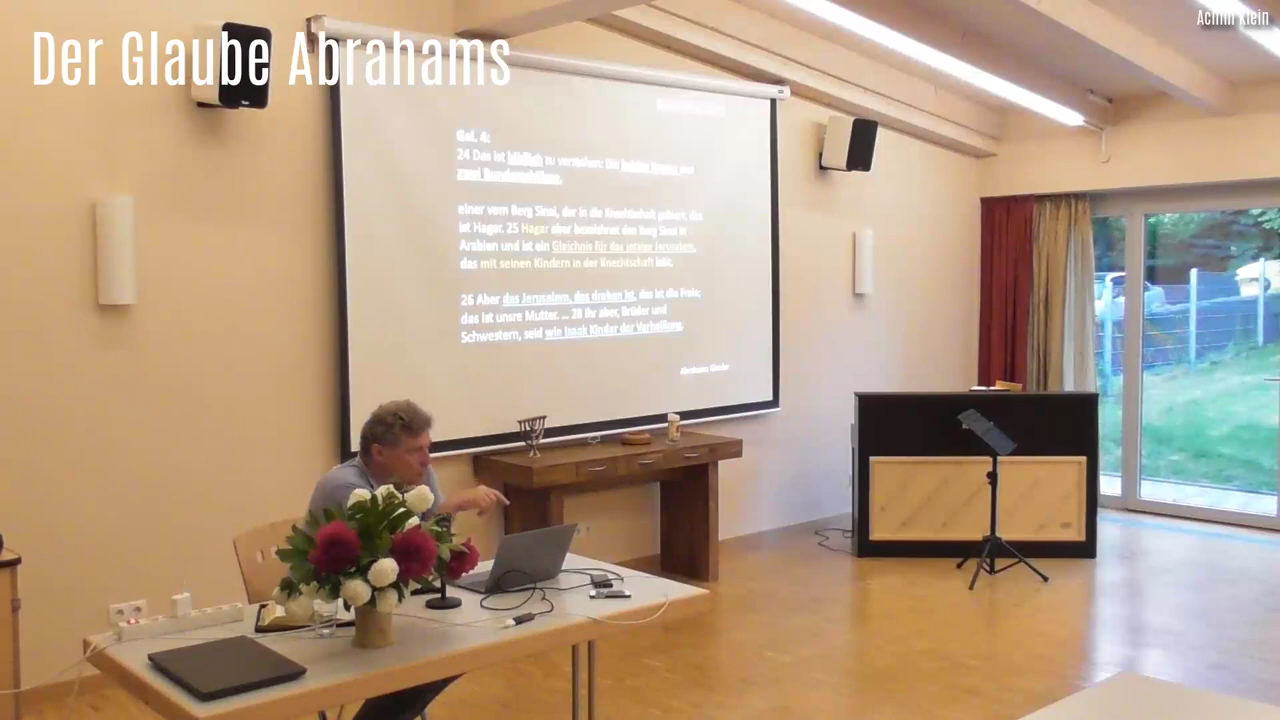 Der Glaube Abrahams
Achim Klein
Gal. 4:
24 Das ist bildlich zu verstehen: Die beiden Frauen sind
zwei Bundesschlüsse,
einer vom Berg Sinai, der in die Knechtschaft gebiert, das
ist Hagar. 25 Hagar aber bezeichnet den Berg Sinai in
Arabien und ist ein Gleichnis für das jetzige Jerusalem,
das mit seinen Kindern in der Knechtschaft lebt.
26 Aber das Jerusalem, das droben ist, das ist die Freie;
das ist unsre Mutter. ... 28 Ihr aber, Brüder und
Schwestern, seid wie Isaak Kinder der Verheißung.
Abrahams Glaube